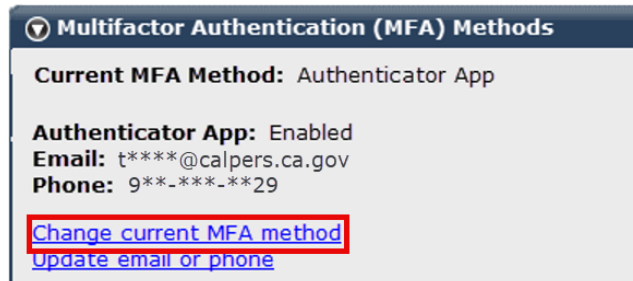 Multifactor Authentication (MFA) Methods
Current MFA Method: Authenticator App
Authenticator App: Enabled
Email: t****@calpers.ca.gov
Phone: 9**-***-**29
Change current MFA method
Update email or phone